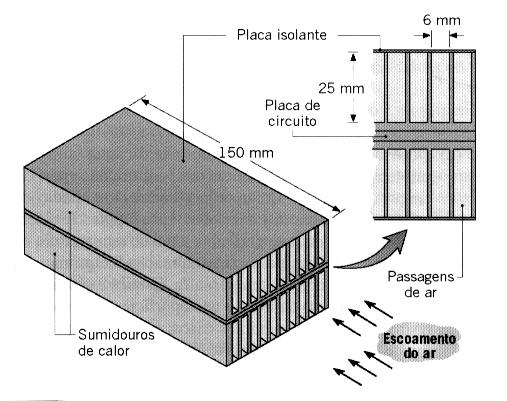 Placa isolante
6 mm
25 mm
Placa de
circuito
150 mm
Passagens
de ar
Sumidouros
de calor
Escoamento
do ar